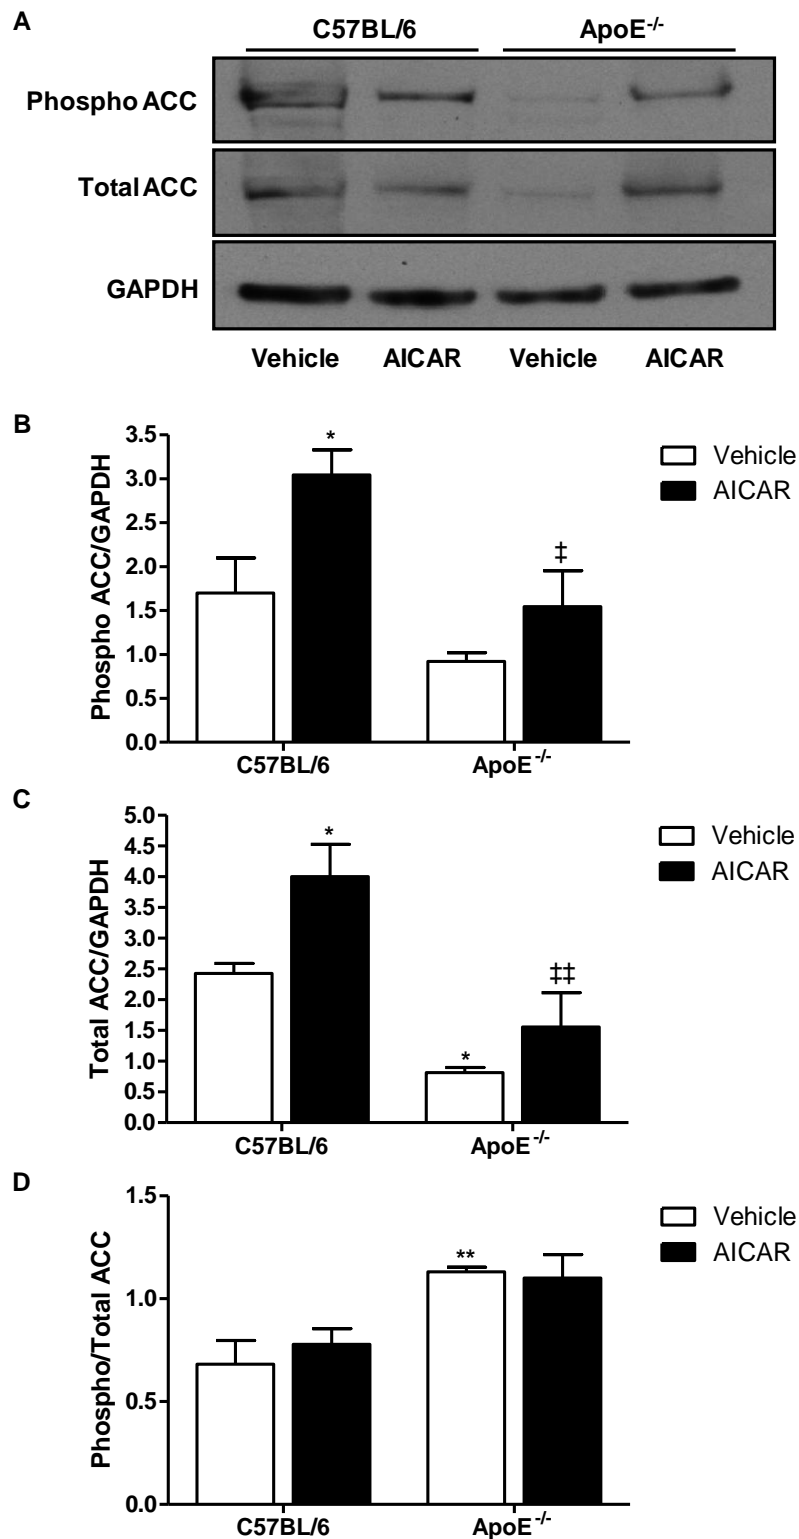 A
C57BL/6 ApoE-/-
Phospho ACC
Total ACC
GAPDH
Vehicle AICAR Vehicle AICAR
B
Phospho ACC/GAPDH
3.5
3.0
2.5
2.0
1.5
1.0
0.5
0.0
*
‡
C57BL/6 ApoE-/-
Vehicle
AICAR
C
Total ACC/GAPDH
5.0
4.5
4.0
3.5
3.0
2.5
2.0
1.5
1.0
0.5
0.0
*
*
‡‡
C57BL/6 ApoE-/-
Vehicle
AICAR
D
Phospho/Total ACC
1.5
1.0
0.5
0.0
**
C57BL/6 ApoE-/-
Vehicle
AICAR